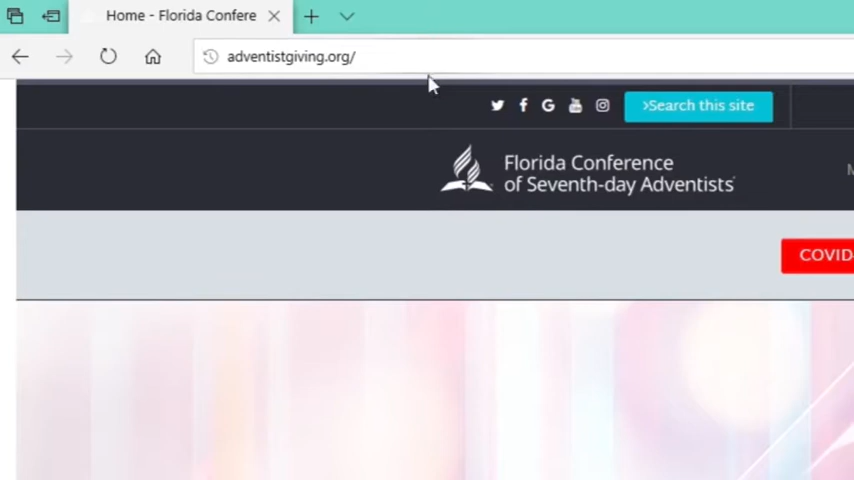 Home - Florida Confere
adventistgiving.org/
>Search this site
Florida Conference
of Seventh-day Adventists
COVID